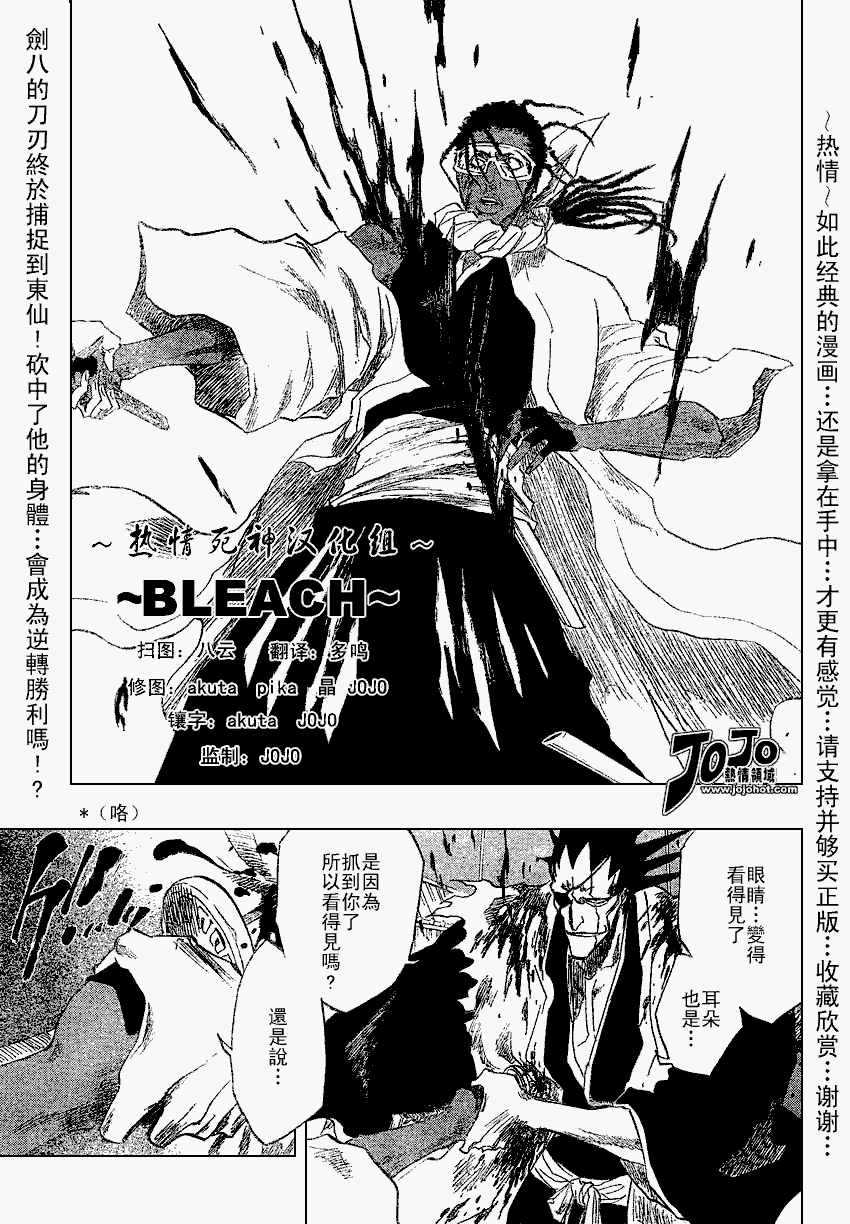 ~热情~如此经典的漫画…还是拿在手中…才更有感觉…请支持并够买正版…收藏欣赏…谢谢…
劍八的刀刃終於捕捉到東仙！砍中了他的身體…會成為逆轉勝利嗎！？
~热情死神汉化组~
~BLEACH~
扫图：八云 翻译：多鸣
修图：akuta pika 晶 JOJO
镶字：akuta JOJO
监制：JOJO
JOJO
熱情領域
www.jojohot.com
*（咯）
眼睛…變得
看得見了
耳朵
也是…
是因為
抓到你了
所以看得見嗎？
還是說…